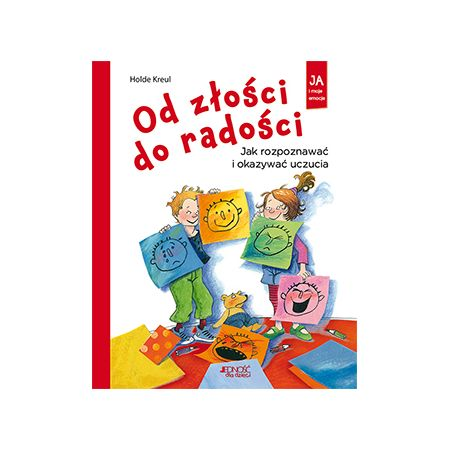 Holde Kreul
JA
i moje
emocje
Od złości
do radości
Jak rozpoznawać
i okazywać uczucia
JEDNOŚĆ
dla dzieci